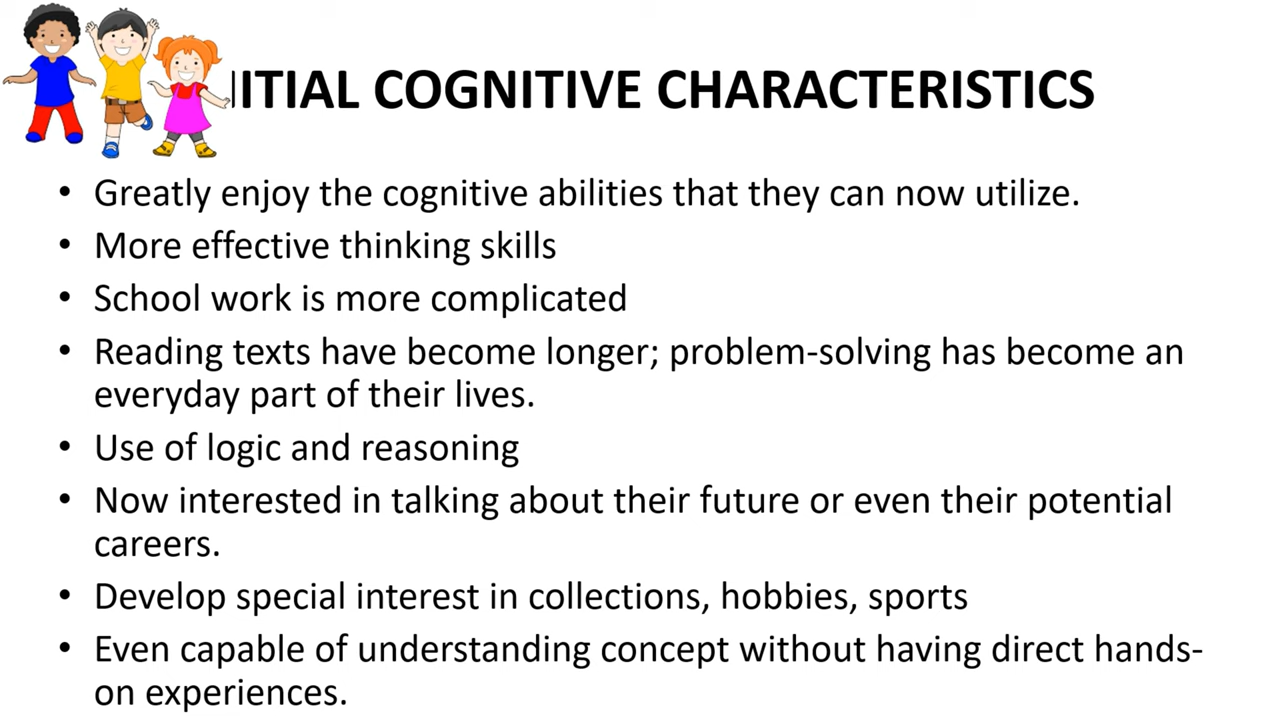 ITIAL COGNITIVE CHARACTERISTICS
• Greatly enjoy the cognitive abilities that they can now utilize.
• More effective thinking skills
• School work is more complicated
• Reading texts have become longer; problem-solving has become an
everyday part of their lives.
• Use of logic and reasoning
• Now interested in talking about their future or even their potential
careers.
• Develop special interest in collections, hobbies, sports
• Even capable of understanding concept without having direct hands-
on experiences.